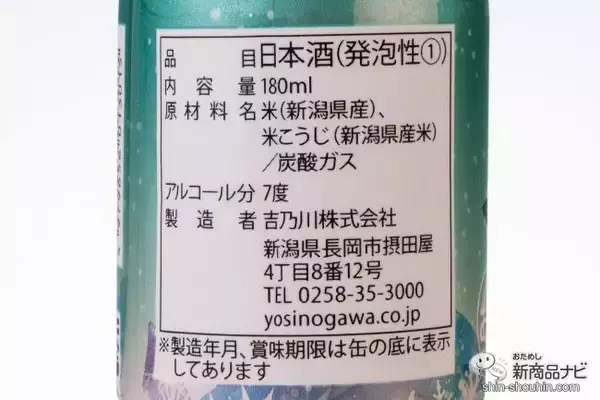 品目 日本酒(発泡性①)
内容量 180ml
原材料名 米(新潟県産)、
米こうじ(新潟県産米)
/炭酸ガス
アルコール分 7度
製造者 吉乃川株式会社
新潟県長岡市摂田屋
4丁目8番12号
TEL 0258-35-3000
yosinogawa.co.jp
※製造年月、賞味期限は缶の底に表示
してあります
おためし
新商品ナビ
shin-shouhin.com